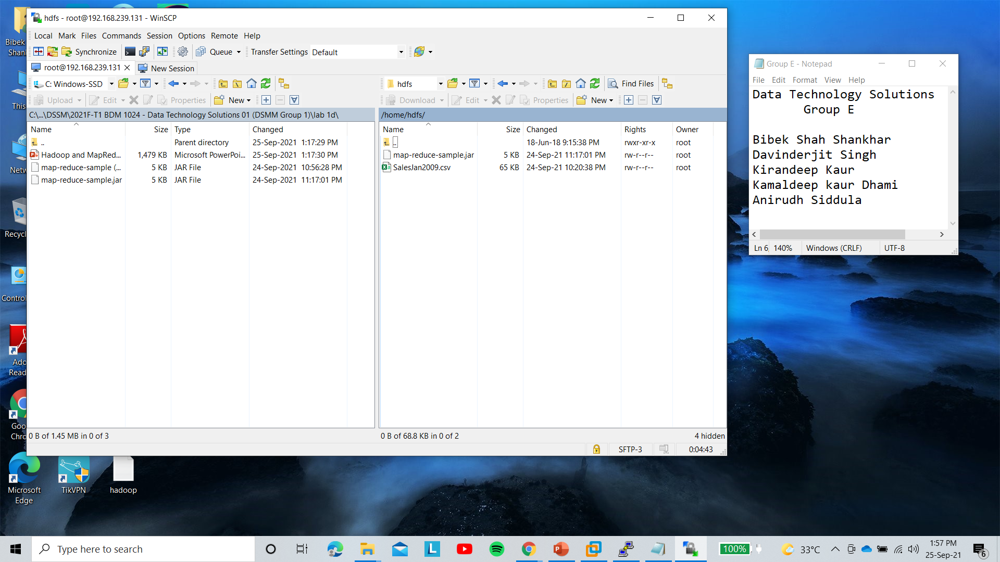 hdfs - root@192.168.239.131 - WinSCP
Local Mark Files Commands Session Options Remote Help
Synchronize Queue Transfer Settings Default
root@192.168.239.131 New Session
C: Windows-SSD
Upload Edit Properties New
C:\...\DSSM\2021F-T1 BDM 1024 - Data Technology Solutions 01 (DSMM Group 1)\lab 1d\
Name Size Type Changed
.. Parent directory 25-Sep-2021 1:17:29 PM
Hadoop and MapRed... 1,479 KB Microsoft PowerPoi... 25-Sep-2021 1:17:30 PM
map-reduce-sample (... 5 KB JAR File 24-Sep-2021 10:56:28 PM
map-reduce-sample.jar 5 KB JAR File 24-Sep-2021 11:17:01 PM
0 B of 1.45 MB in 0 of 3
hdfs Find Files
Download Edit Properties New
/home/hdfs/
Name Size Changed Rights Owner
.. 18-Jun-18 9:15:38 PM rwxr-xr-x root
map-reduce-sample.jar 5 KB 24-Sep-21 11:17:01 PM rw-r--r-- root
SalesJan2009.csv 65 KB 24-Sep-21 10:20:38 PM rw-r--r-- root
0 B of 68.8 KB in 0 of 2 4 hidden
SFTP-3 0:04:43
Group E - Notepad
File Edit Format View Help
Data Technology Solutions
Group E
Bibek Shah Shankhar
Davinderjit Singh
Kirandeep Kaur
Kamaldeep kaur Dhami
Anirudh Siddula
Ln 6, 140% Windows (CRLF) UTF-8
Bibek
Shan
This
Netw
Recycl
Control
Ado
Read
Goo
Chro
Microsoft
Edge
TikVPN
hadoop
Type here to search
100% 33°C
1:57 PM
25-Sep-21
6